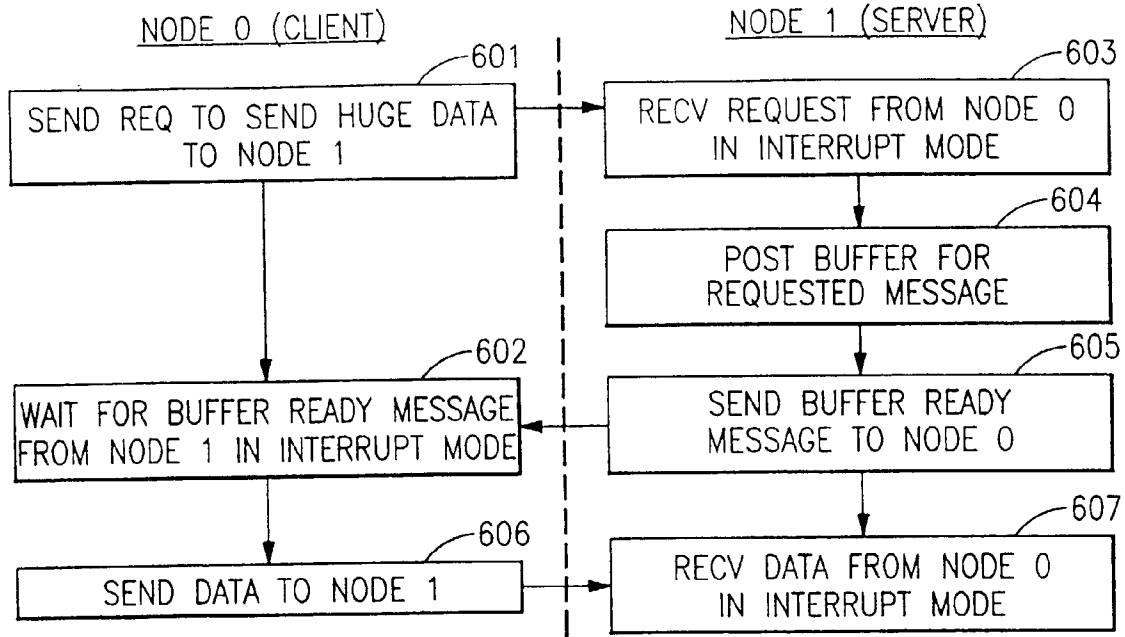 NODE 0 (CLIENT)
NODE 1 (SERVER)
601
SEND REQ TO SEND HUGE DATA
TO NODE 1
603
RECV REQUEST FROM NODE 0
IN INTERRUPT MODE
604
POST BUFFER FOR
REQUESTED MESSAGE
602
WAIT FOR BUFFER READY MESSAGE
FROM NODE 1 IN INTERRUPT MODE
605
SEND BUFFER READY
MESSAGE TO NODE 0
606
SEND DATA TO NODE 1
607
RECV DATA FROM NODE 0
IN INTERRUPT MODE